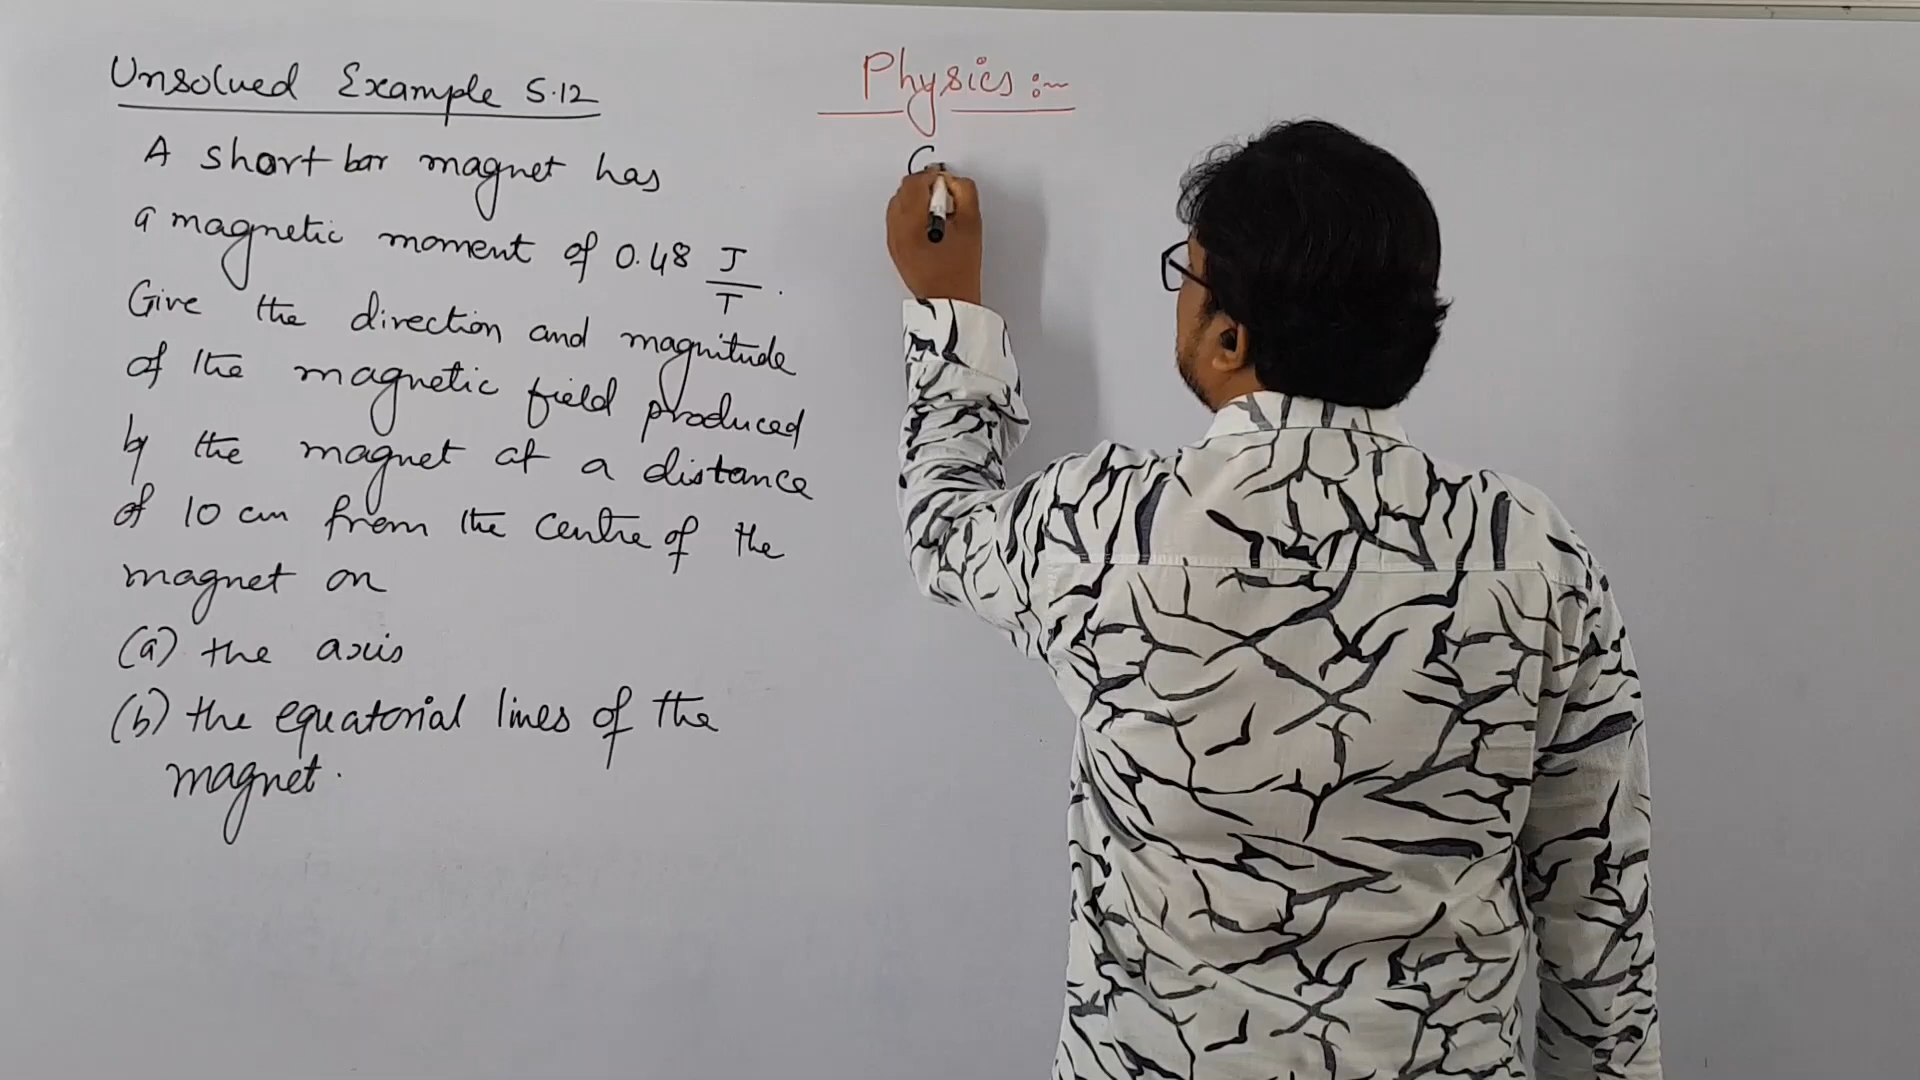 Unsolved Example 5.12
A short bar magnet has
a magnetic moment of 0.48 J/T.
Give the direction and magnitude
of the magnetic field produced
by the magnet at a distance
of 10 cm from the centre of the
magnet on
(a) the axis
(b) the equatorial lines of the
magnet.
Physics :~
G